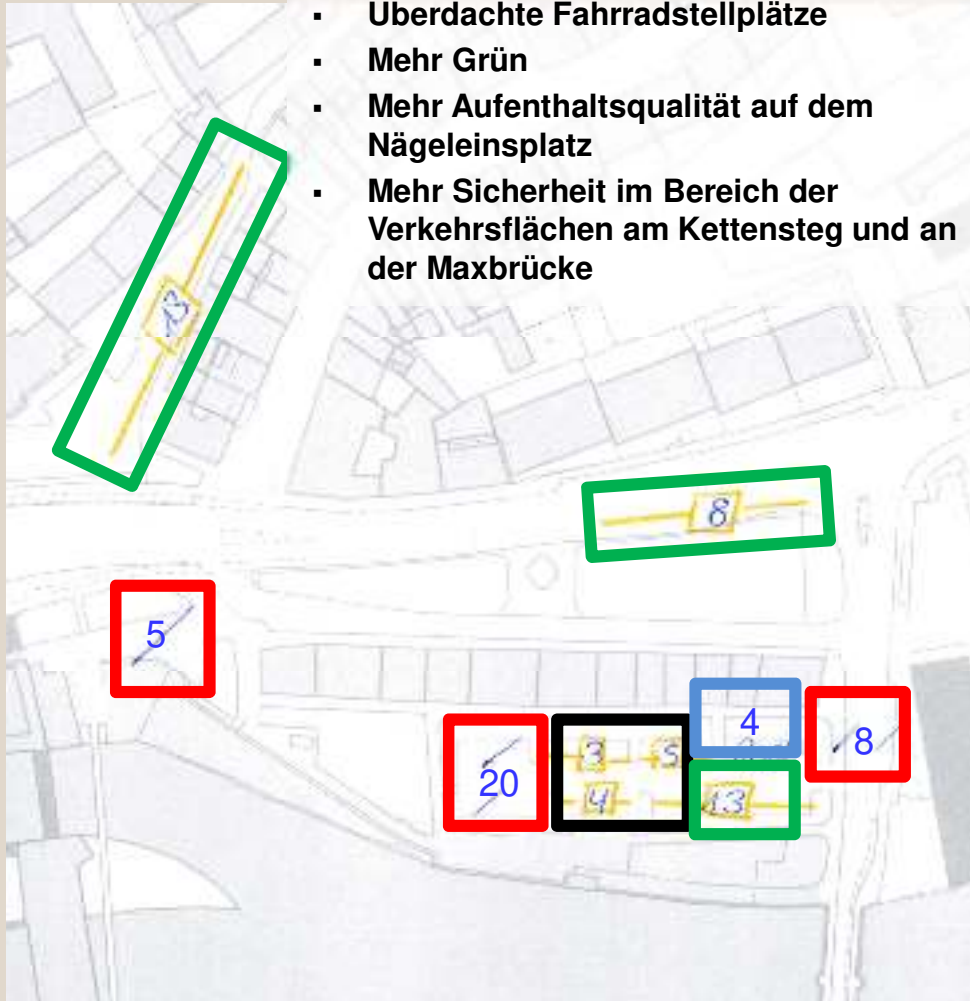 ▪ Überdachte Fahrradstellplätze
▪ Mehr Grün
▪ Mehr Aufenthaltsqualität auf dem
Nägeleinsplatz
▪ Mehr Sicherheit im Bereich der
Verkehrsflächen am Kettensteg und an
der Maxbrücke
13
8
5
4
3 5 8
20
4 13